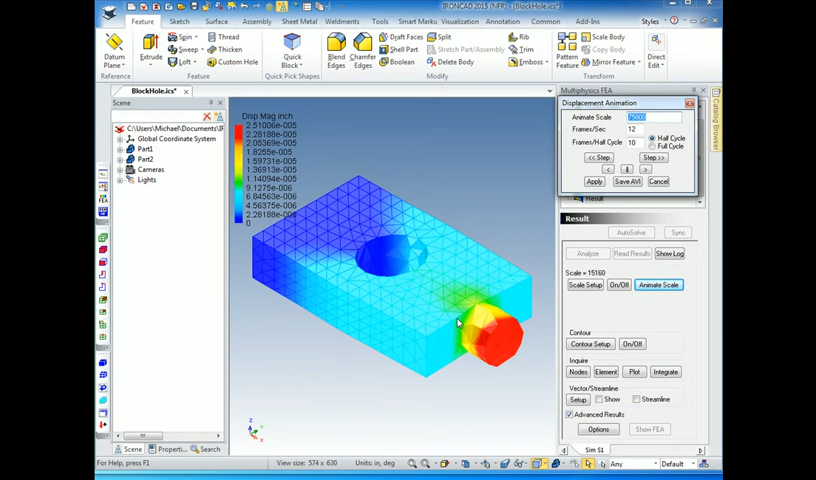 IRONCAD 2015 (NFR) - [BlockHole.ics*]
Feature Sketch Surface Assembly Sheet Metal Weldments Tools Smart Markup Visualization Annotation Common Add-Ins Styles
Datum Plane
Reference
Extrude
Spin
Sweep
Loft
Thread
Thicken
Custom Hole
Feature
Quick Block
Quick Pick Shapes
Blend Edges
Chamfer Edges
Draft Faces
Shell Part
Boolean
Split
Stretch Part/Assembly
Delete Body
Rib
Trim
Emboss
Modify
Pattern Feature
Scale Body
Copy Body
Mirror Feature
Transform
Direct Edit
BlockHole.ics*
Scene
C:\Users\Michael\Documents\IR
Global Coordinate System
Part1
Part2
Cameras
Lights
Scene Properti... Search
Disp Mag inch
2.51006e-005
2.28188e-005
2.05369e-005
1.8255e-005
1.59731e-005
1.14094e-005
9.1275e-006
6.84563e-006
4.56375e-006
2.28188e-006
0
Z
Y
X
Multiphysics FEA
Displacement Animation
Animate Scale 75800
Frames/Sec 12
Frames/Half Cycle 10
Half Cycle
Full Cycle
<< Step Step >>
< || >
Apply Save AVI Cancel
Result
Result
AutoSolve Sync
Analyze Read Results Show Log
Scale = 15160
Scale Setup On/Off Animate Scale
Contour
Contour Setup On/Off
Inquire
Nodes Element Plot Integrate
Vector/Streamline
Setup Show Streamline
Advanced Results
Options Show FEA
Sim S1
Catalog Browser
For Help, press F1
View size: 574 x 630
Units: in, deg
Any
Default